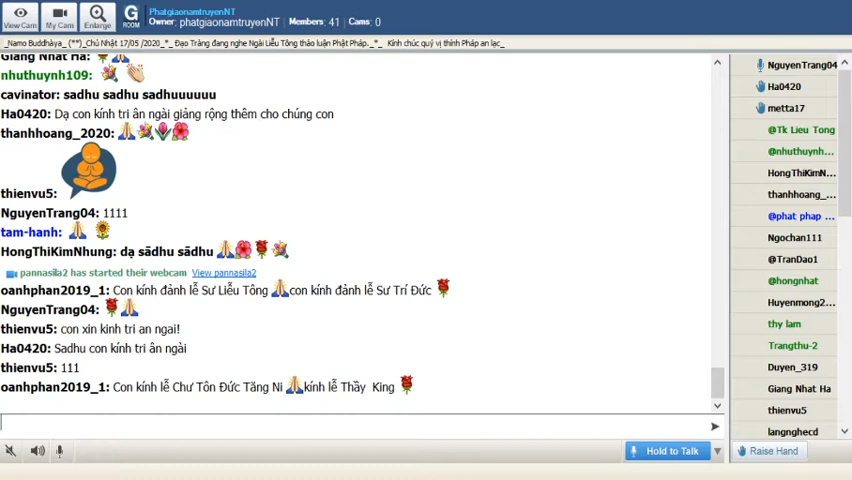 View Cam
My Cam
Enlarge
G
ROOM
PhatgiaonamtruyenNT
Owner: phatgiaonamtruyenNT Members: 41 Cams: 0
_Namo Buddhàya_ (**)_Chủ Nhật 17/05 /2020_*_ Đạo Tràng đang nghe Ngài Liễu Tông thảo luận Phật Pháp._*_ Kính chúc quý vị thính Pháp an lạc_
Giang Nhat Ha:
nhuthuynh109:
cavinator: sadhu sadhu sadhuuuuuu
Ha0420: Dạ con kính tri ân ngài giảng rộng thêm cho chúng con
thanhhoang_2020:
thienvu5:
NguyenTrang04: 1111
tam-hanh:
HongThiKimNhung: dạ sādhu sādhu
pannasila2 has started their webcam View pannasila2
oanhphan2019_1: Con kính đảnh lễ Sư Liễu Tông con kính đảnh lễ Sư Trí Đức
NguyenTrang04:
thienvu5: con xin kinh tri an ngai!
Ha0420: Sadhu con kính tri ân ngài
thienvu5: 111
oanhphan2019_1: Con kính lễ Chư Tôn Đức Tăng Ni kính lễ Thầy King
Hold to Talk
NguyenTrang04
Ha0420
metta17
@Tk Lieu Tong
@nhuthuynh...
HongThiKimN...
thanhhoang_...
@phat phap ...
Ngochan111
@TranDao1
@hongnhat
Huyenmong2...
thy lam
Trangthu-2
Duyen_319
Giang Nhat Ha
thienvu5
langnghecd
Raise Hand